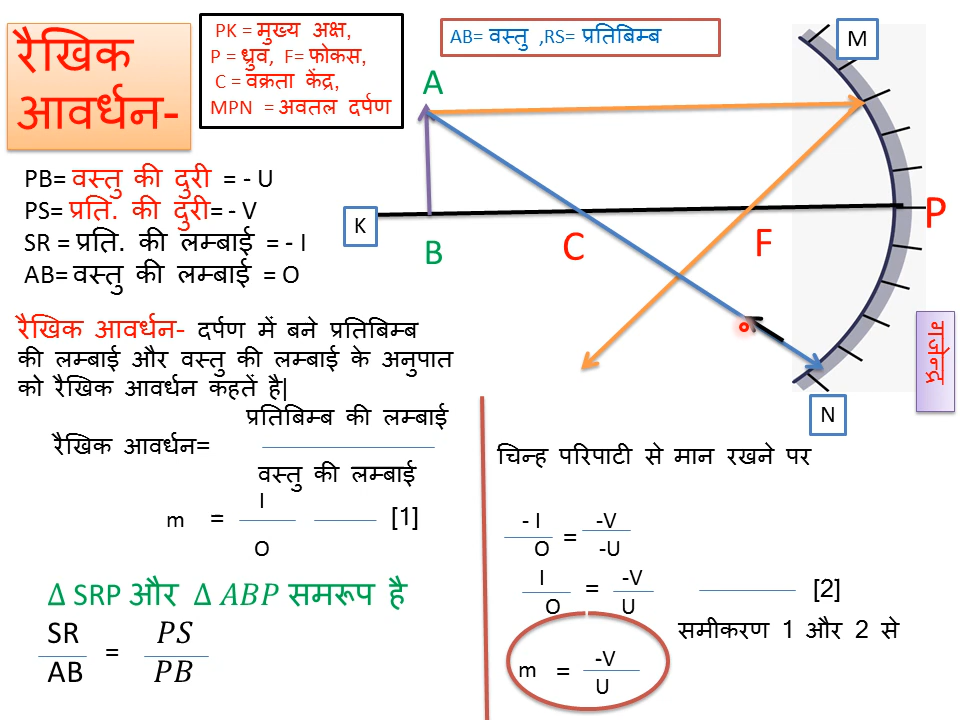 रैखिक
आवर्धन-
PK = मुख्य अक्ष,
P = ध्रुव, F= फोकस,
C = वक्रता केंद्र,
MPN = अवतल दर्पण
AB= वस्तु ,RS= प्रतिबिम्ब
M
A
K
B
C
F
P
N
गजेन्द्र
PB= वस्तु की दुरी = - U
PS= प्रति. की दुरी= - V
SR = प्रति. की लम्बाई = - I
AB= वस्तु की लम्बाई = O
रैखिक आवर्धन- दर्पण में बने प्रतिबिम्ब
की लम्बाई और वस्तु की लम्बाई के अनुपात
को रैखिक आवर्धन कहतें है|
प्रतिबिम्ब की लम्बाई
रैखिक आवर्धन=
वस्तु की लम्बाई
I
m = [1]
O
Δ SRP और Δ ABP समरूप है
SR PS
=
AB PB
चिन्ह परिपाटी से मान रखने पर
- I -V
=
O -U
I -V
= [2]
O U
समीकरण 1 और 2 से
-V
m =
U